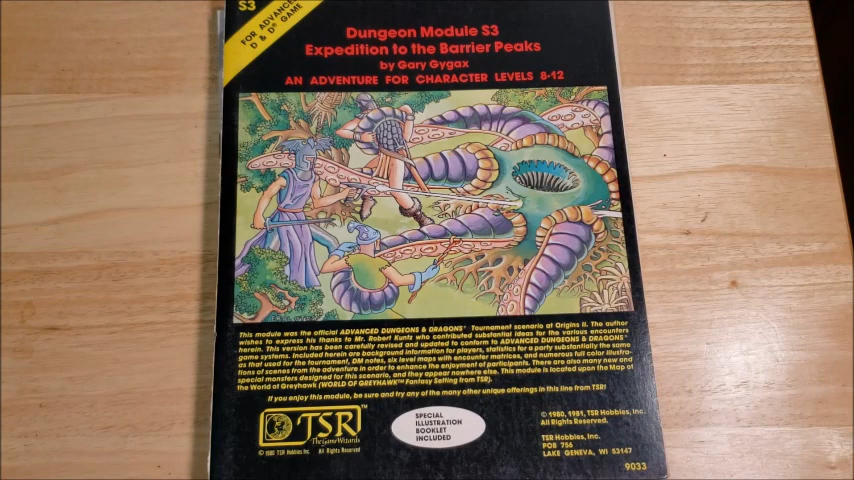 S3
FOR ADVANCED
D & D® GAME
Dungeon Module S3
Expedition to the Barrier Peaks
by Gary Gygax
AN ADVENTURE FOR CHARACTER LEVELS 8-12
This module was the official ADVANCED DUNGEONS & DRAGONS® Tournament scenario at Origins II. The author
wishes to express his thanks to Mr. Robert Kuntz who contributed substantial ideas for the various encounters
herein. This version has been carefully revised and updated to conform to ADVANCED DUNGEONS & DRAGONS®
game systems. Included herein are background information for players, statistics for a party substantially the same
as that used for the tournament, DM notes, six level maps with encounter matrices, and numerous full color illustra-
tions of scenes from the adventure in order to enhance the enjoyment of participants. There are also many new and
special monsters designed for this scenario, and they appear nowhere else. This module is located upon the Map of
the World of Greyhawk (WORLD OF GREYHAWK™ Fantasy Setting from TSR).
If you enjoy this module, be sure and try any of the many other unique offerings in this line from TSR!
TSR™
The Game Wizards
© 1980 TSR Hobbies Inc. All Rights Reserved
SPECIAL
ILLUSTRATION
BOOKLET
INCLUDED
© 1980, 1981, TSR Hobbies, Inc.
All Rights Reserved.
TSR Hobbies, Inc.
POB 756
LAKE GENEVA, WI 53147
9033